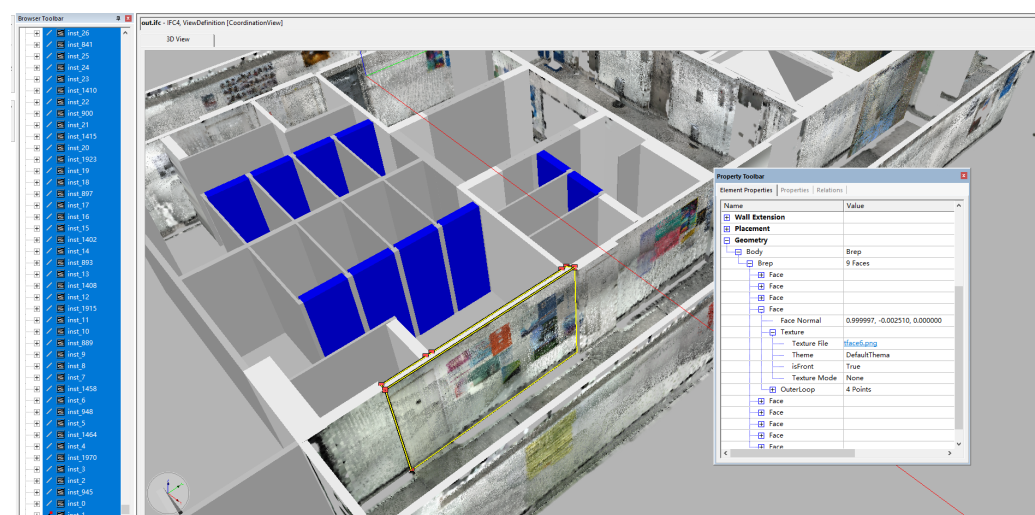 Browser Toolbar
inst_26
inst_841
inst_25
inst_24
inst_23
inst_1410
inst_22
inst_900
inst_21
inst_1415
inst_20
inst_1923
inst_19
inst_18
inst_897
inst_17
inst_16
inst_15
inst_1402
inst_14
inst_893
inst_13
inst_1408
inst_12
inst_1915
inst_11
inst_10
inst_889
inst_9
inst_8
inst_7
inst_1458
inst_6
inst_948
inst_5
inst_1464
inst_4
inst_1970
inst_3
inst_2
inst_945
inst_0
out.ifc - IFC4, ViewDefinition [CoordinationView]
3D View
Property Toolbar
Element Properties Properties Relations
Name Value
Wall Extension
Placement
Geometry
Body Brep
Brep 9 Faces
Face
Face
Face
Face
Face Normal 0.999997, -0.002510, 0.000000
Texture
Texture File tface6.png
Theme DefaultThema
isFront True
Texture Mode None
OuterLoop 4 Points
Face
Face
Face
Face
Face